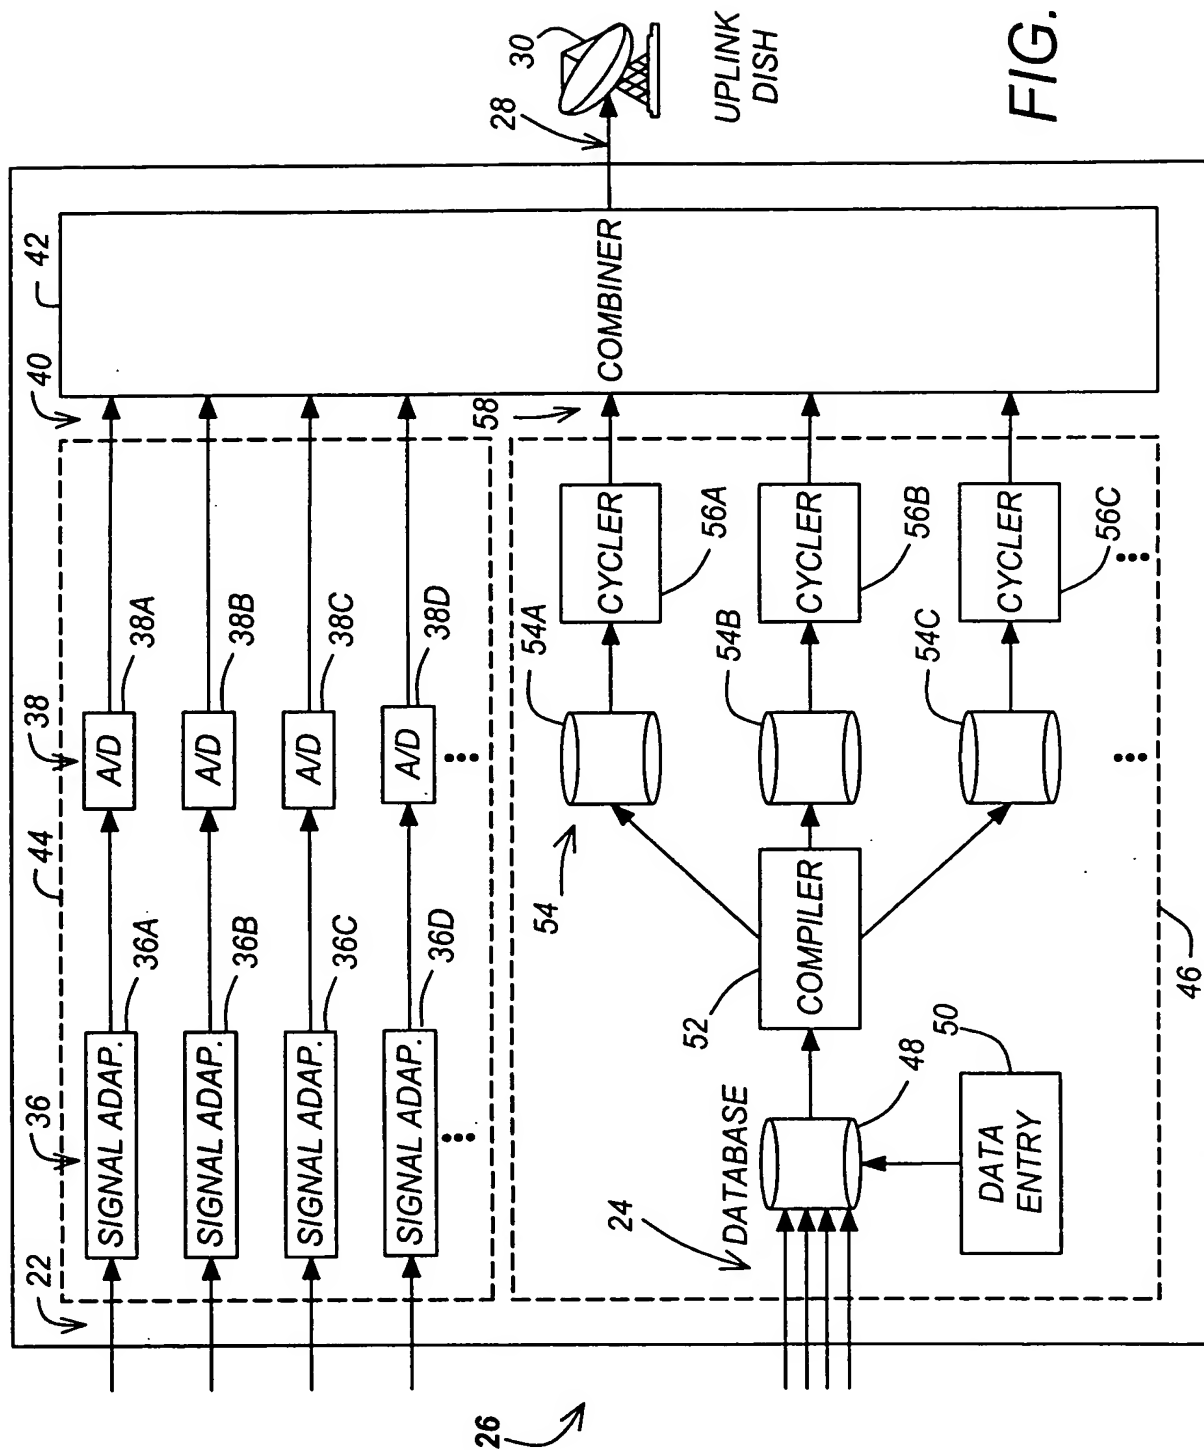 26
22
36
44
38
40
42
SIGNAL ADAP.
36A
A/D
38A
SIGNAL ADAP.
36B
A/D
38B
SIGNAL ADAP.
36C
A/D
38C
SIGNAL ADAP.
36D
A/D
38D
COMBINER
28
30
UPLINK
DISH
58
24
DATABASE
48
DATA
ENTRY
50
COMPILER
52
54
54A
CYCLER
56A
54B
CYCLER
56B
54C
CYCLER
56C
46
FIG.